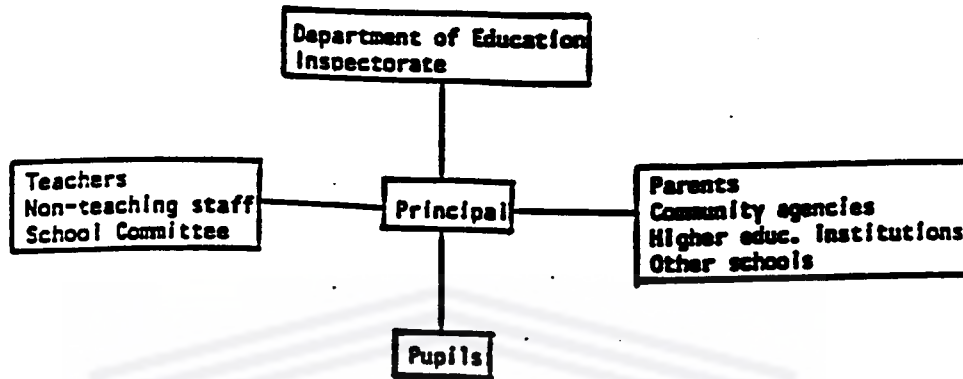 Department of Education
Inspectorate
Teachers
Non-teaching staff
School Committee
Principal
Parents
Community agencies
Higher educ. institutions
Other schools
Pupils